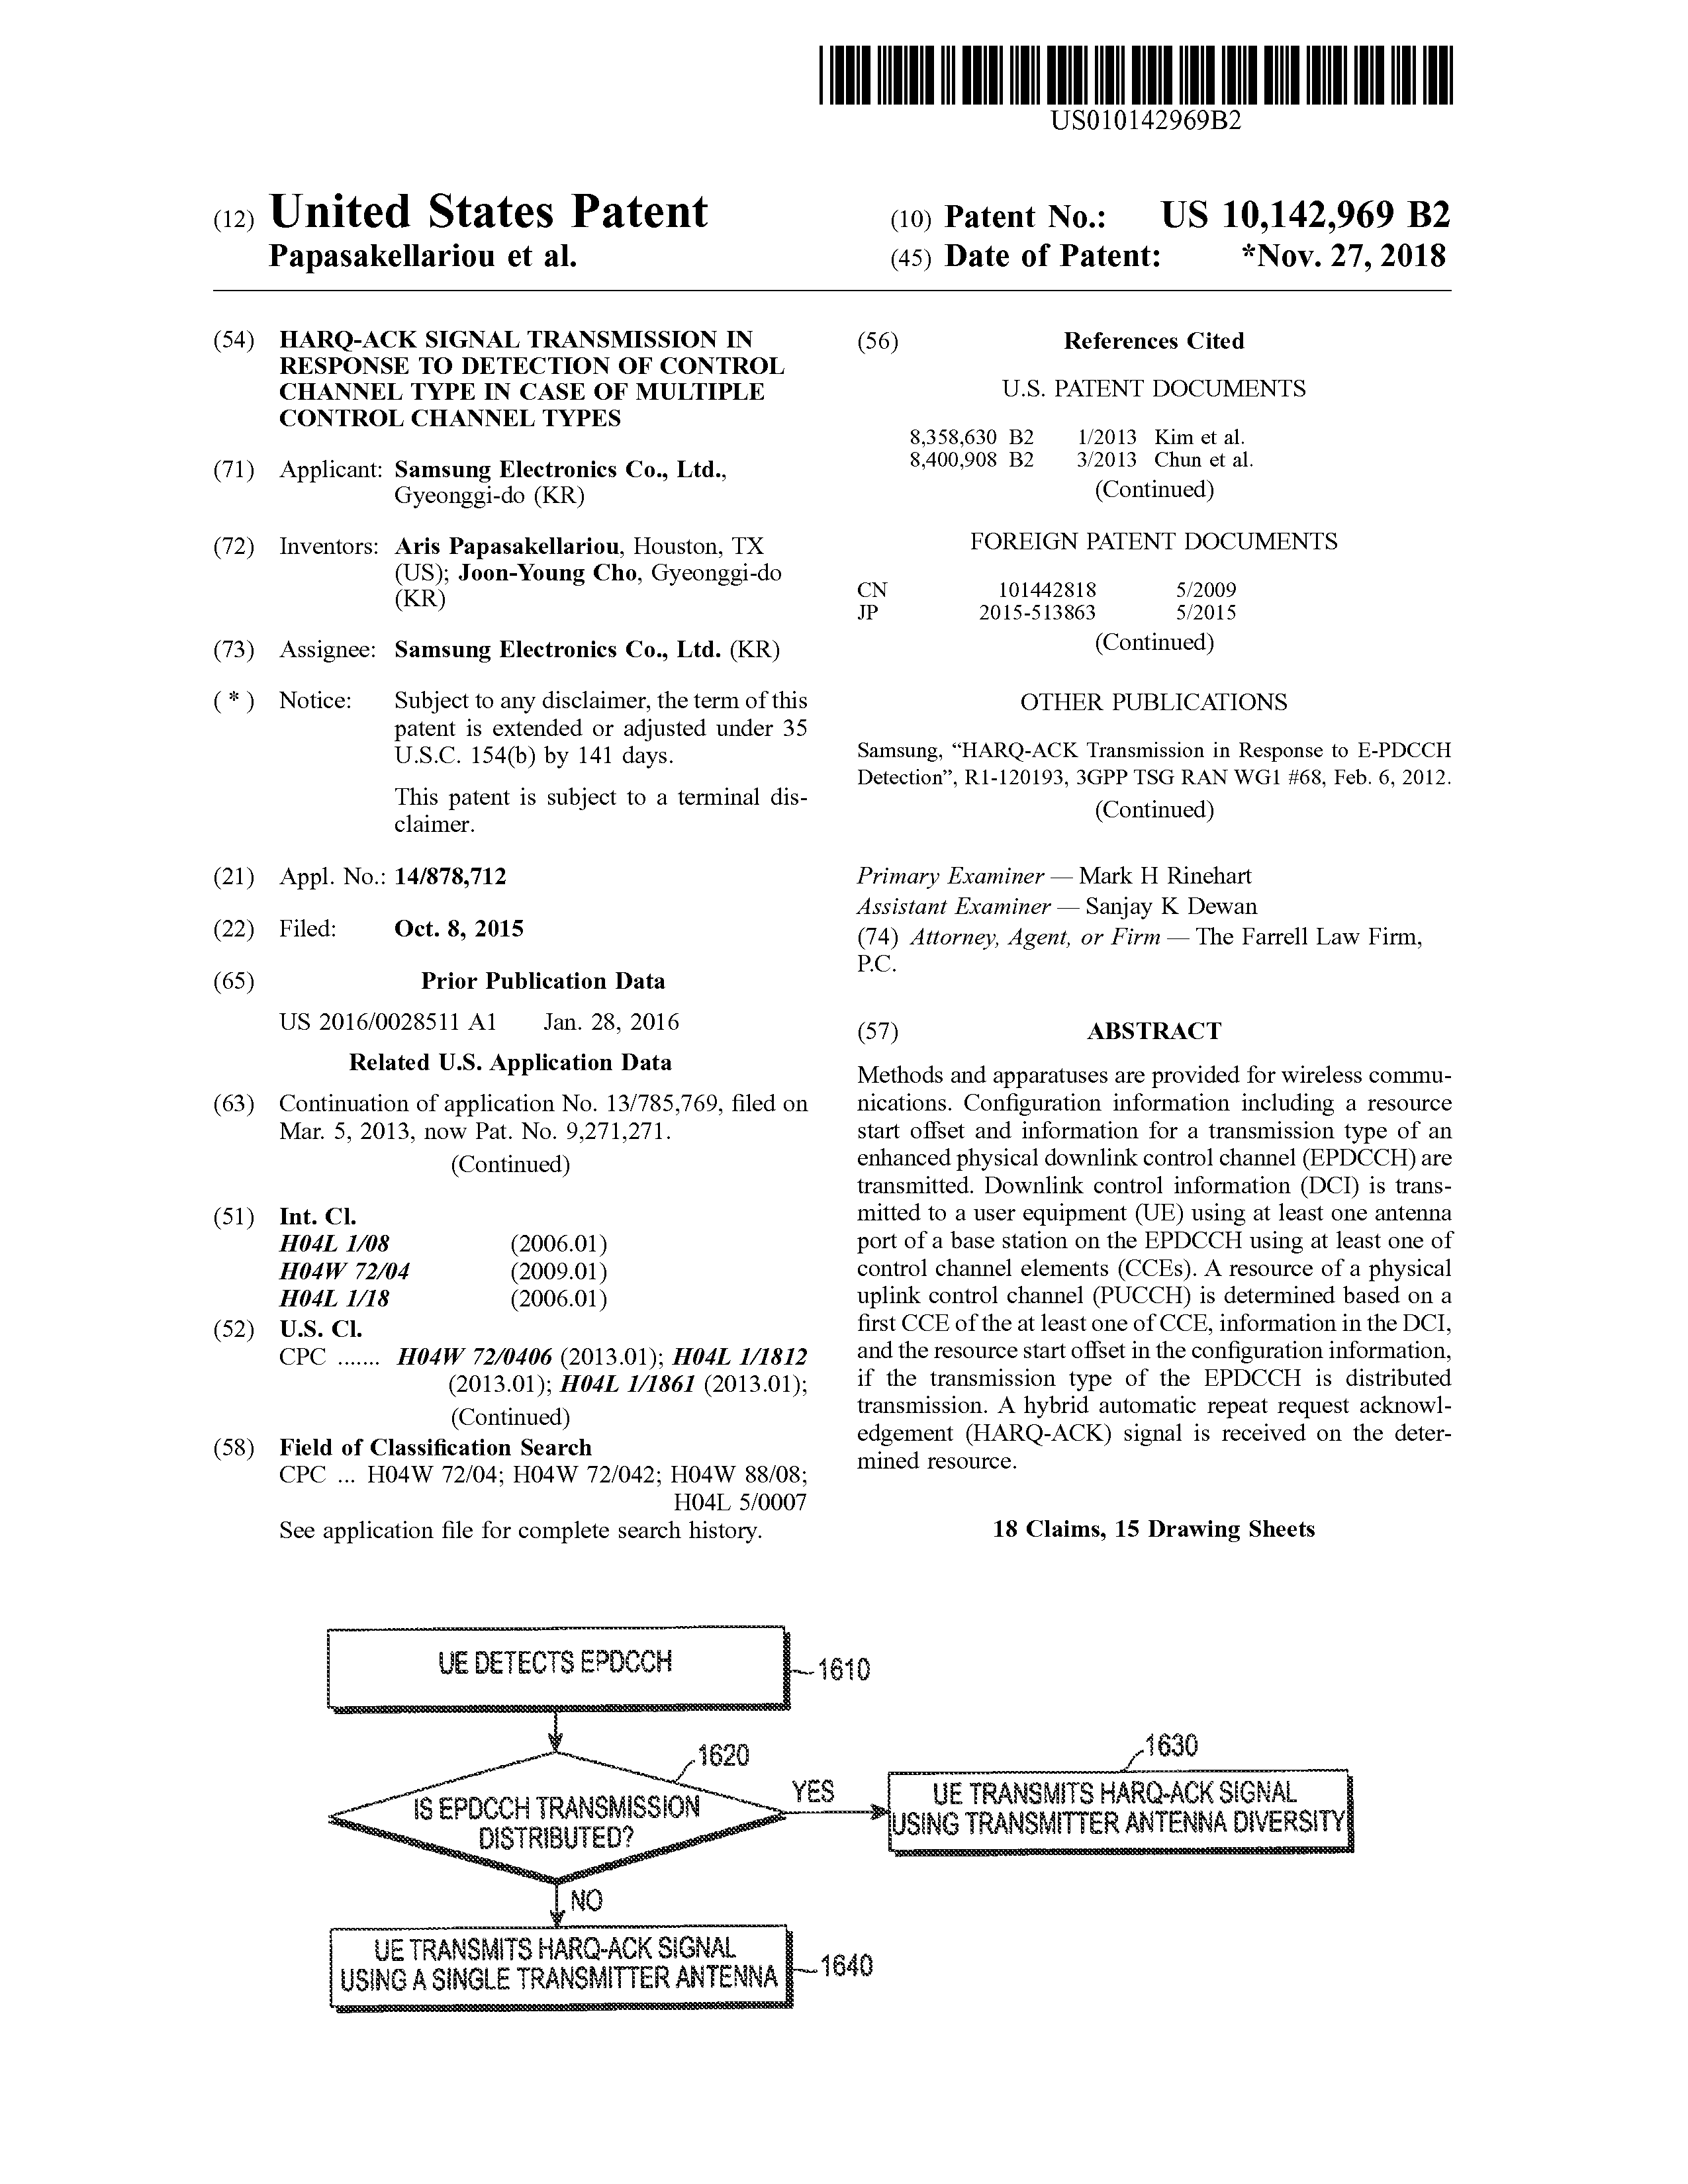 US010142969B2
(12) United States Patent
Papasakellariou et al.
(10) Patent No.: US 10,142,969 B2
(45) Date of Patent: *Nov. 27, 2018
(54) HARQ-ACK SIGNAL TRANSMISSION IN
RESPONSE TO DETECTION OF CONTROL
CHANNEL TYPE IN CASE OF MULTIPLE
CONTROL CHANNEL TYPES
(71) Applicant: Samsung Electronics Co., Ltd.,
Gyeonggi-do (KR)
(72) Inventors: Aris Papasakellariou, Houston, TX
(US); Joon-Young Cho, Gyeonggi-do
(KR)
(73) Assignee: Samsung Electronics Co., Ltd. (KR)
( * ) Notice: Subject to any disclaimer, the term of this
patent is extended or adjusted under 35
U.S.C. 154(b) by 141 days.
This patent is subject to a terminal dis-
claimer.
(21) Appl. No.: 14/878,712
(22) Filed: Oct. 8, 2015
(65) Prior Publication Data
US 2016/0028511 A1 Jan. 28, 2016
Related U.S. Application Data
(63) Continuation of application No. 13/785,769, filed on
Mar. 5, 2013, now Pat. No. 9,271,271.
(Continued)
(51) Int. Cl.
H04L 1/08 (2006.01)
H04W 72/04 (2009.01)
H04L 1/18 (2006.01)
(52) U.S. Cl.
CPC ....... H04W 72/0406 (2013.01); H04L 1/1812
(2013.01); H04L 1/1861 (2013.01);
(Continued)
(58) Field of Classification Search
CPC ... H04W 72/04; H04W 72/042; H04W 88/08;
H04L 5/0007
See application file for complete search history.
(56) References Cited
U.S. PATENT DOCUMENTS
8,358,630 B2 1/2013 Kim et al.
8,400,908 B2 3/2013 Chun et al.
(Continued)
FOREIGN PATENT DOCUMENTS
CN 101442818 5/2009
JP 2015-513863 5/2015
(Continued)
OTHER PUBLICATIONS
Samsung, “HARQ-ACK Transmission in Response to E-PDCCH
Detection”, R1-120193, 3GPP TSG RAN WG1 #68, Feb. 6, 2012.
(Continued)
Primary Examiner — Mark H Rinehart
Assistant Examiner — Sanjay K Dewan
(74) Attorney, Agent, or Firm — The Farrell Law Firm,
P.C.
(57) ABSTRACT
Methods and apparatuses are provided for wireless commu-
nications. Configuration information including a resource
start offset and information for a transmission type of an
enhanced physical downlink control channel (EPDCCH) are
transmitted. Downlink control information (DCI) is trans-
mitted to a user equipment (UE) using at least one antenna
port of a base station on the EPDCCH using at least one of
control channel elements (CCEs). A resource of a physical
uplink control channel (PUCCH) is determined based on a
first CCE of the at least one of CCE, information in the DCI,
and the resource start offset in the configuration information,
if the transmission type of the EPDCCH is distributed
transmission. A hybrid automatic repeat request acknowl-
edgement (HARQ-ACK) signal is received on the deter-
mined resource.
18 Claims, 15 Drawing Sheets
UE DETECTS EPDCCH
1610
1620
IS EPDCCH TRANSMISSION
DISTRIBUTED?
YES
1630
UE TRANSMITS HARQ-ACK SIGNAL
USING TRANSMITTER ANTENNA DIVERSITY
NO
UE TRANSMITS HARQ-ACK SIGNAL
USING A SINGLE TRANSMITTER ANTENNA
1640